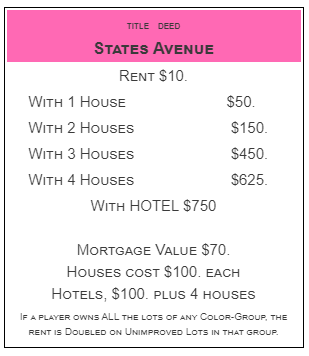 TITLE DEED
STATES AVENUE
RENT $10.
WITH 1 HOUSE $50.
WITH 2 HOUSES $150.
WITH 3 HOUSES $450.
WITH 4 HOUSES $625.
WITH HOTEL $750
MORTGAGE VALUE $70.
HOUSES COST $100. EACH
HOTELS, $100. PLUS 4 HOUSES
IF A PLAYER OWNS ALL THE LOTS OF ANY COLOR-GROUP, THE
RENT IS DOUBLED ON UNIMPROVED LOTS IN THAT GROUP.